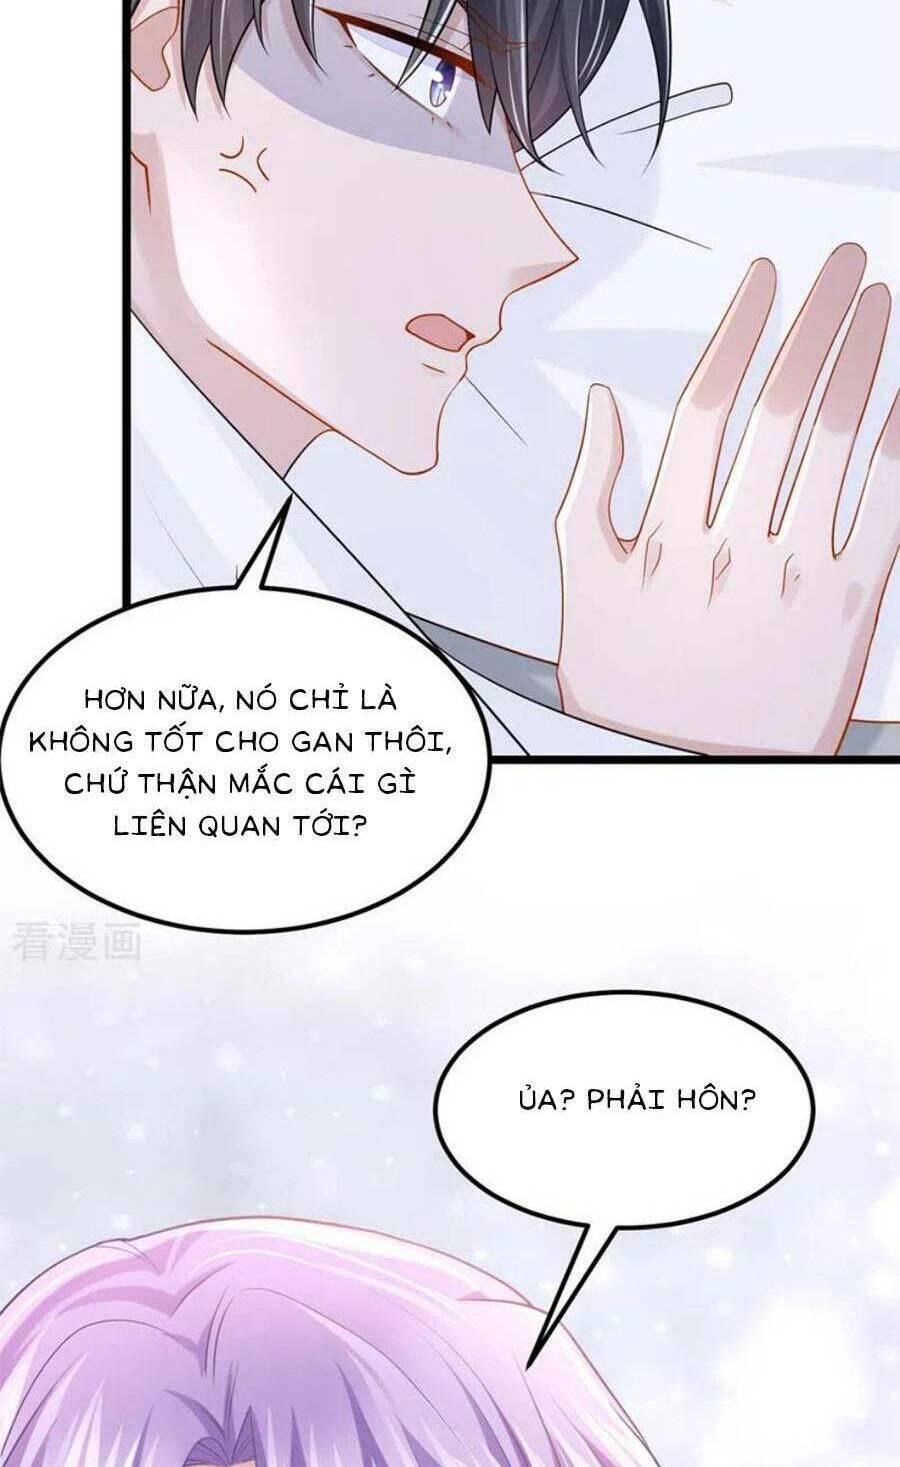 HƠN NỮA, NÓ CHỈ LÀ
KHÔNG TỐT CHO GAN THÔI,
CHỨ THẬN MẮC CÁI GÌ
LIÊN QUAN TỚI?
看漫画
ỦA? PHẢI HÔN?